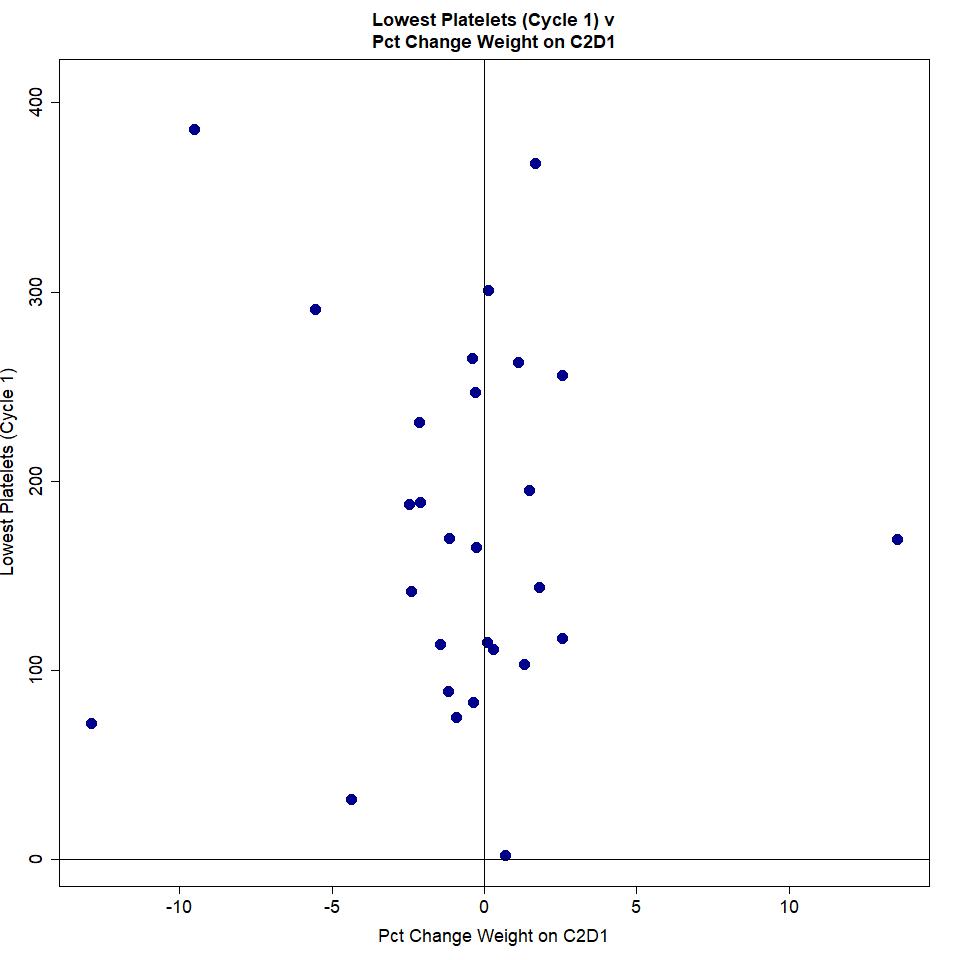 Lowest Platelets (Cycle 1) v
Pct Change Weight on C2D1
400
300
200
100
0
Lowest Platelets (Cycle 1)
-10
-5
0
5
10
Pct Change Weight on C2D1